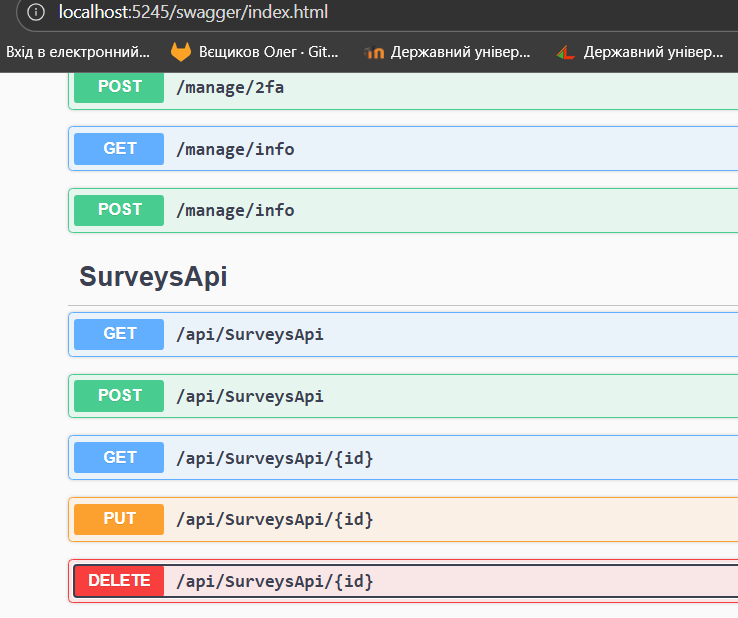 localhost:5245/swagger/index.html
Вхід в електронний... Вєщиков Олег · Git... Державний універ... Державний універ...
POST /manage/2fa
GET /manage/info
POST /manage/info
SurveysApi
GET /api/SurveysApi
POST /api/SurveysApi
GET /api/SurveysApi/{id}
PUT /api/SurveysApi/{id}
DELETE /api/SurveysApi/{id}